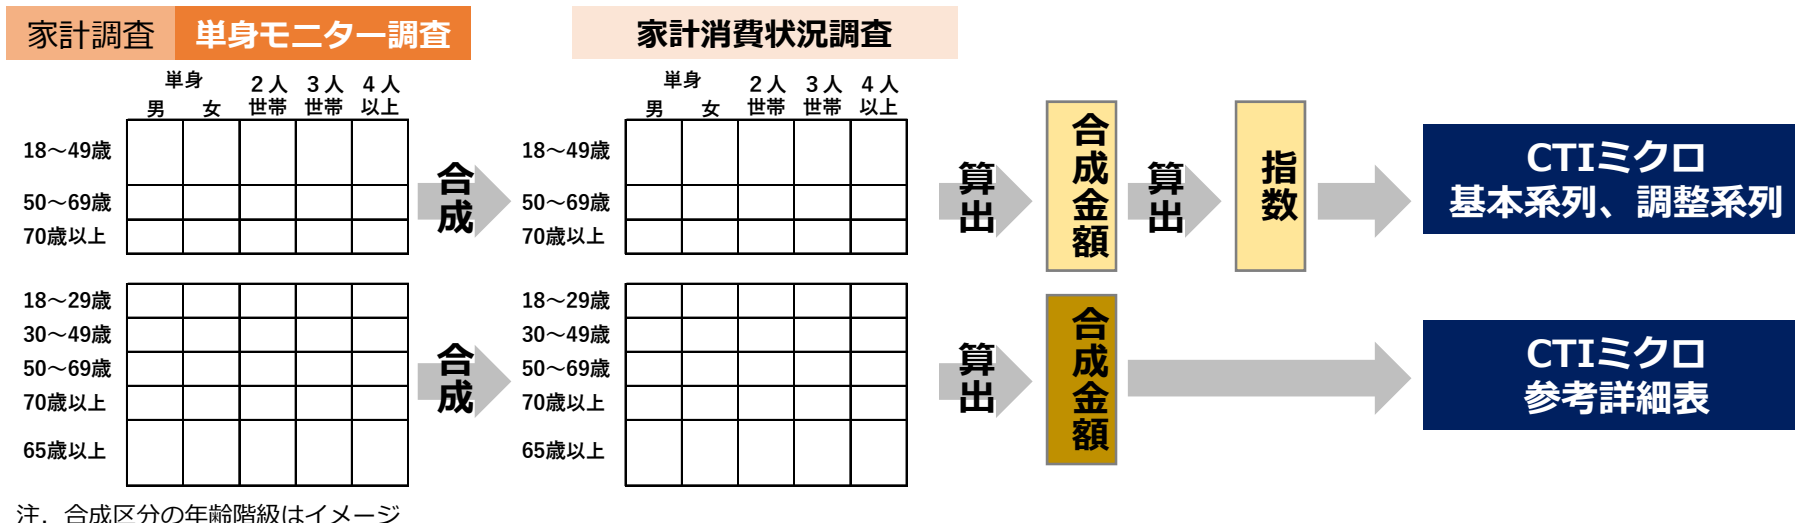 家計調査 単身モニター調査
家計消費状況調査
単身
男 女 2人世帯 3人世帯 4人以上
18～49歳
50～69歳
70歳以上
合成
単身
男 女 2人世帯 3人世帯 4人以上
18～49歳
50～69歳
70歳以上
算出
合成金額
算出
指数
CTIミクロ
基本系列、調整系列
18～29歳
30～49歳
50～69歳
70歳以上
65歳以上
合成
18～29歳
30～49歳
50～69歳
70歳以上
65歳以上
算出
合成金額
CTIミクロ
参考詳細表
注．合成区分の年齢階級はイメージ